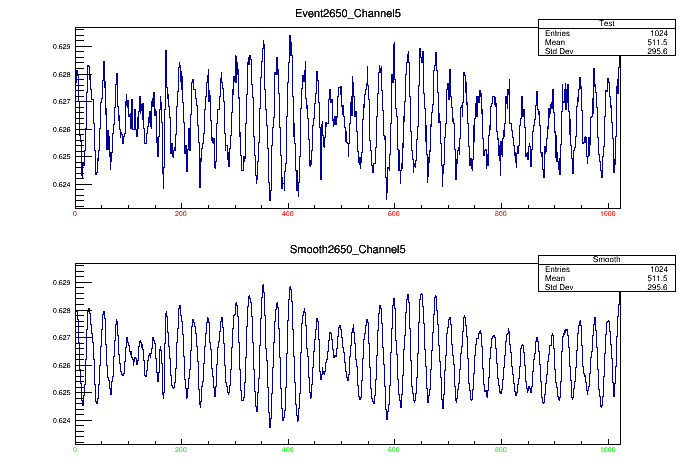 Event2650_Channel5
Test
Entries 1024
Mean 511.5
Std Dev 295.6
0.629
0.628
0.627
0.626
0.625
0.624
0 200 400 600 800 1000
Smooth2650_Channel5
Smooth
Entries 1024
Mean 511.5
Std Dev 295.6
0.629
0.628
0.627
0.626
0.625
0.624
0 200 400 600 800 1000